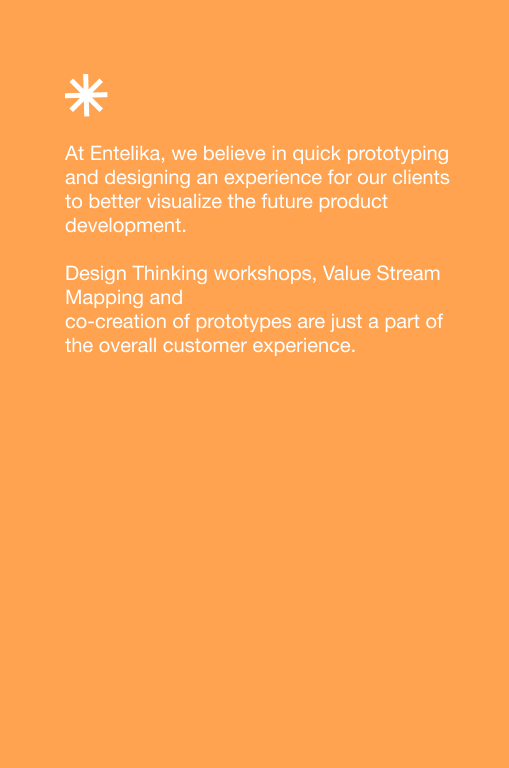 At Entelika, we believe in quick prototyping
and designing an experience for our clients
to better visualize the future product
development.
Design Thinking workshops, Value Stream
Mapping and
co-creation of prototypes are just a part of
the overall customer experience.